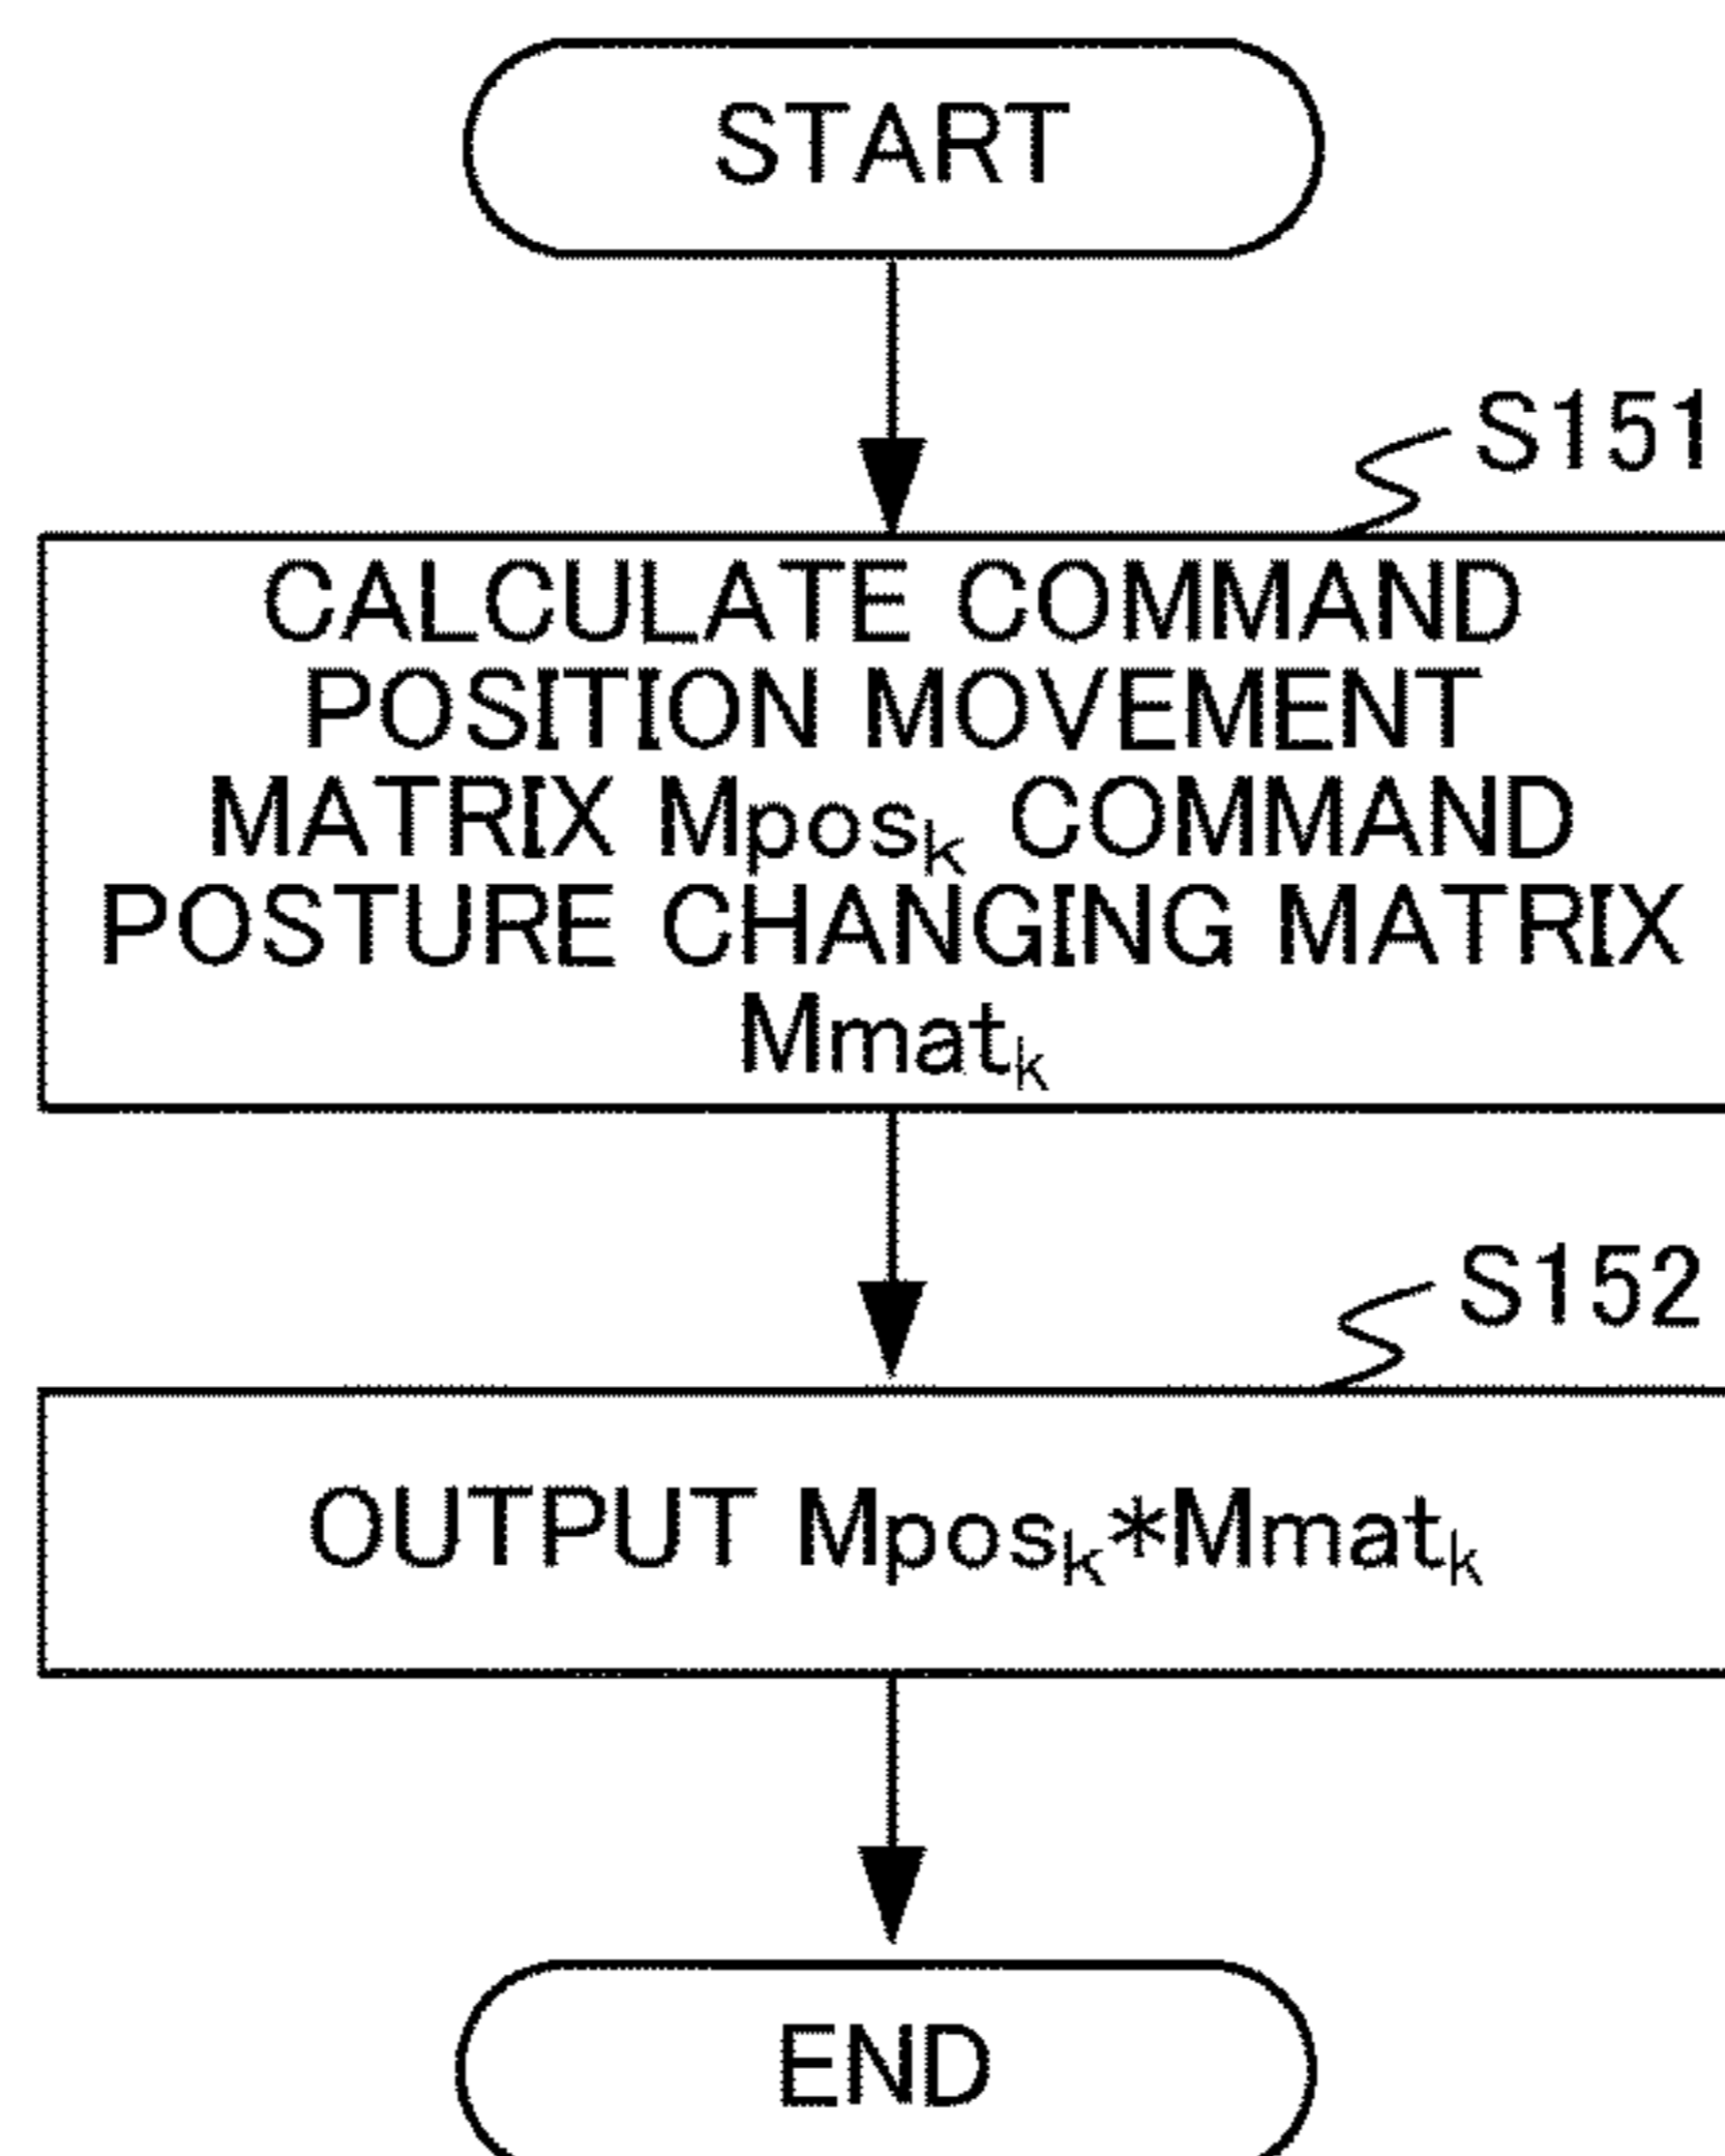 START
S151
CALCULATE COMMAND
POSITION MOVEMENT
MATRIX Mposₖ COMMAND
POSTURE CHANGING MATRIX
Mmatₖ
S152
OUTPUT Mposₖ*Mmatₖ
END